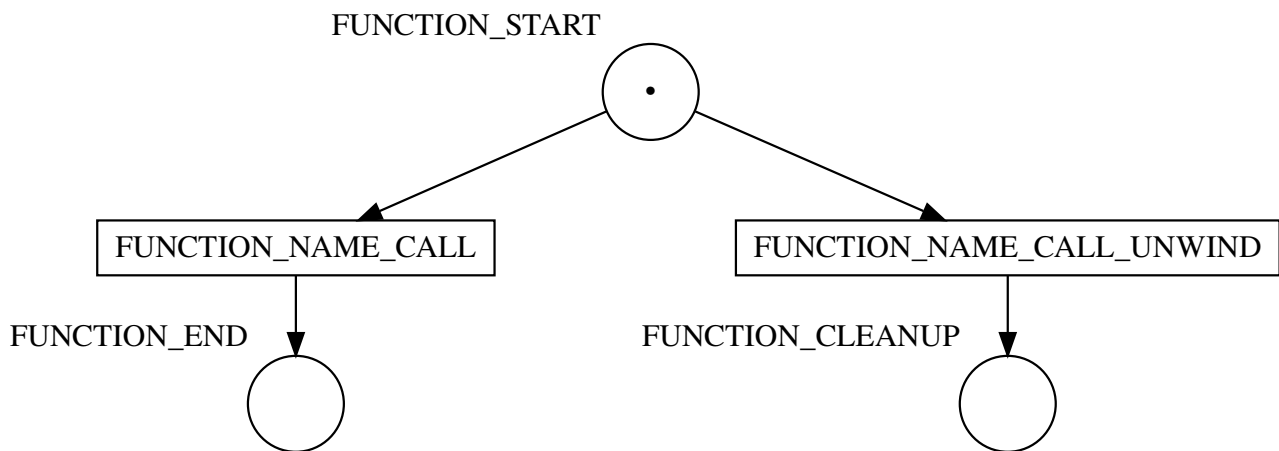 FUNCTION_START
FUNCTION_NAME_CALL
FUNCTION_NAME_CALL_UNWIND
FUNCTION_END
FUNCTION_CLEANUP